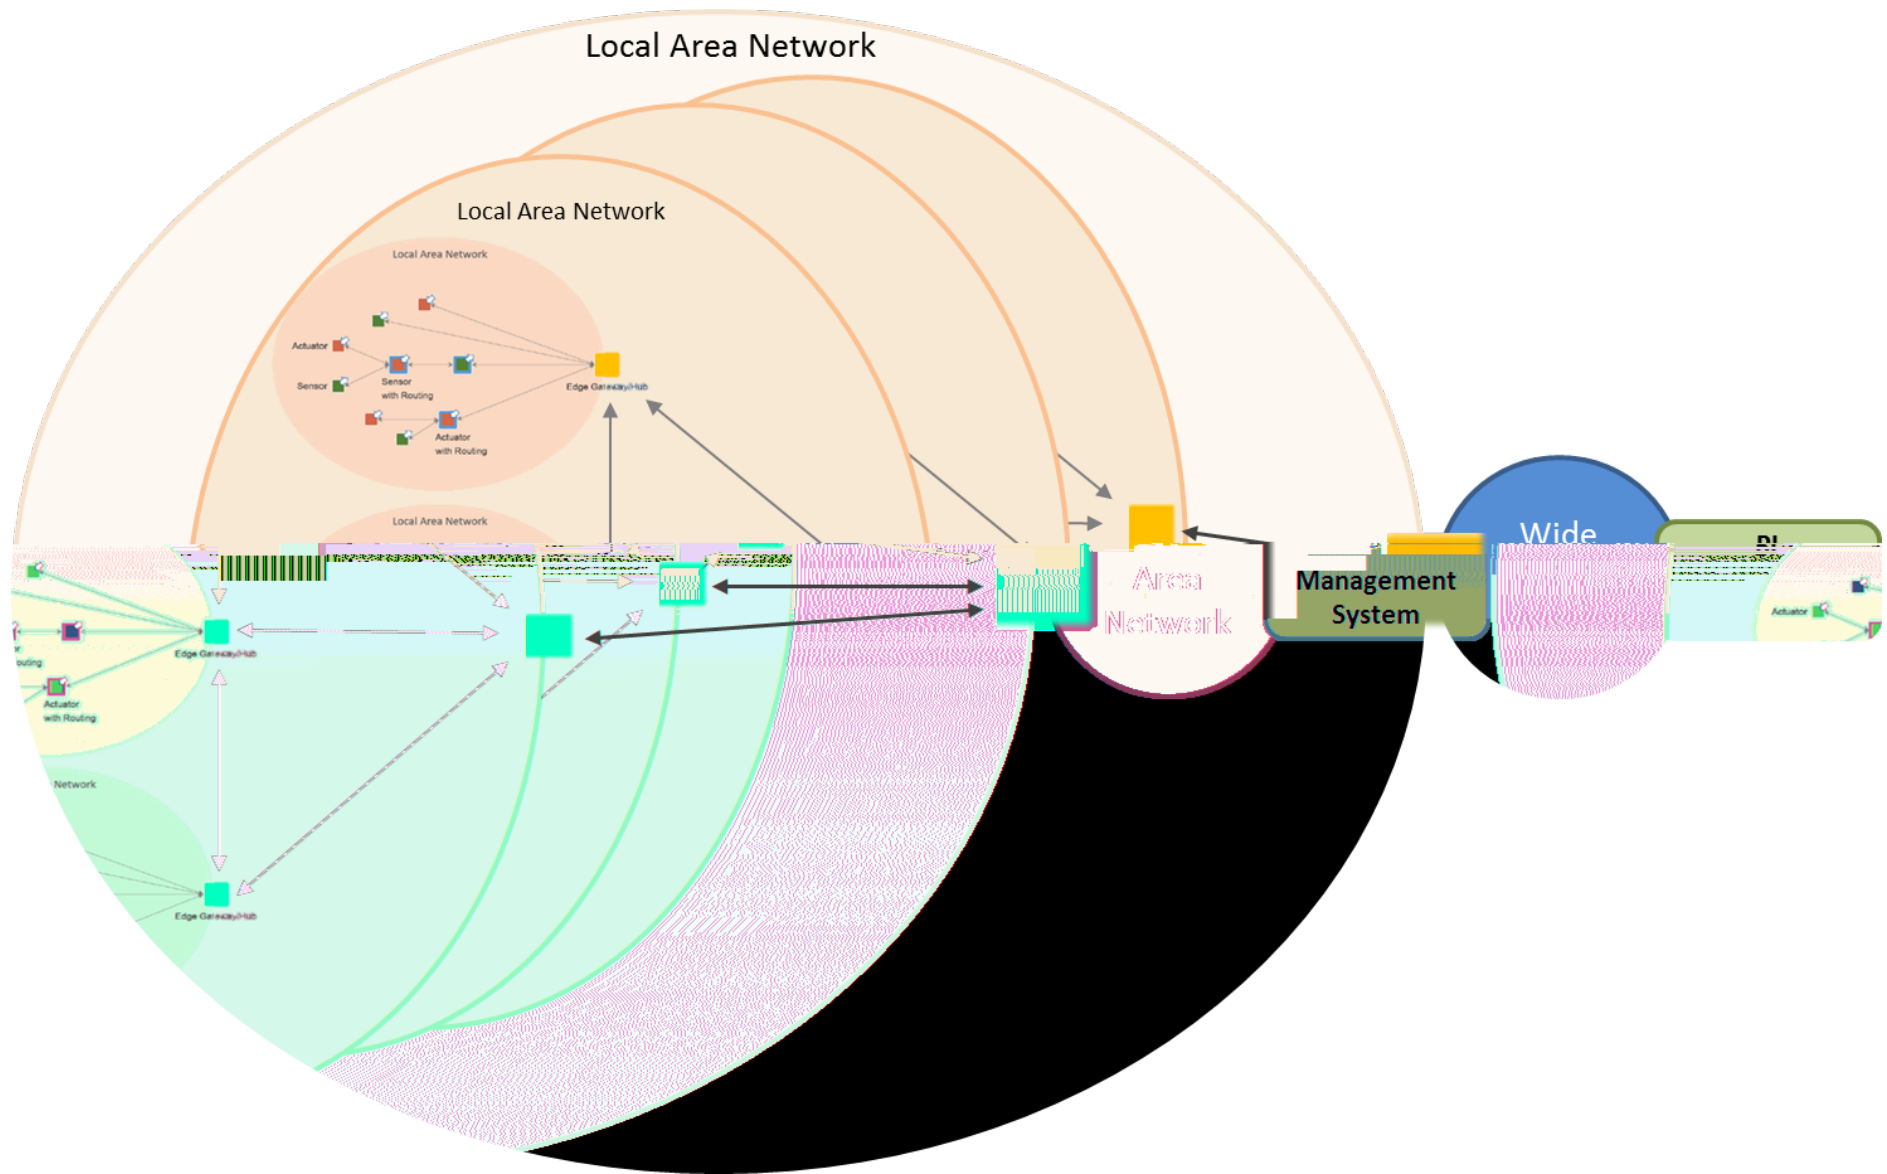 Local Area Network
Local Area Network
Local Area Network
Actuator
Sensor
Sensor
with Routing
Edge Gateway/Hub
Actuator
with Routing
Local Area Network
Wide
Area
Network
Management
System
Actuator
Edge Gateway/Hub
Actuator
with Routing
Network
Edge Gateway/Hub